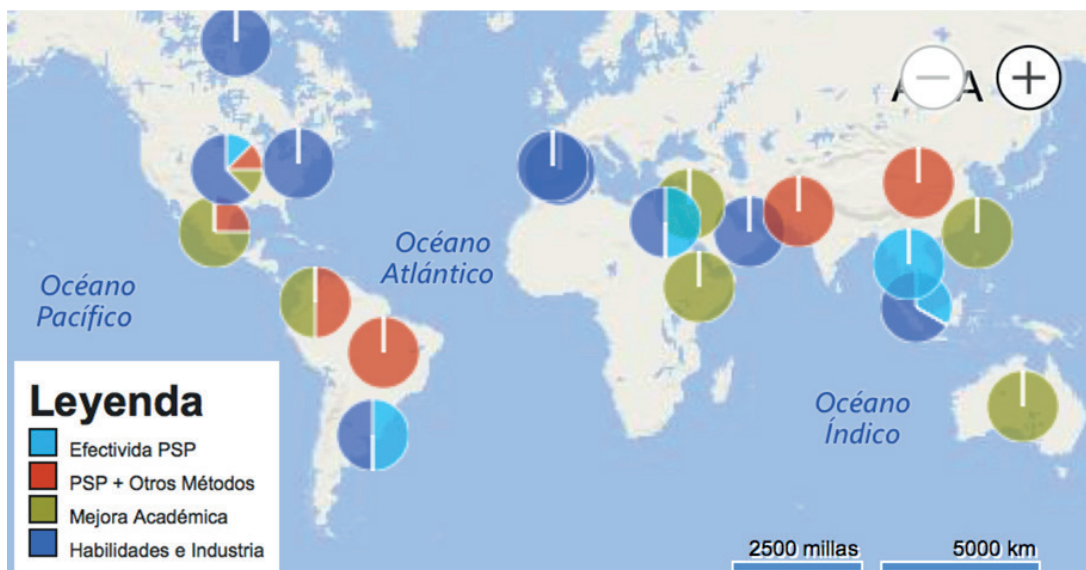 Océano
Atlántico
Océano
Pacífico
Océano
Índico
Leyenda
Efectivida PSP
PSP + Otros Métodos
Mejora Académica
Habilidades e Industria
2500 millas
5000 km